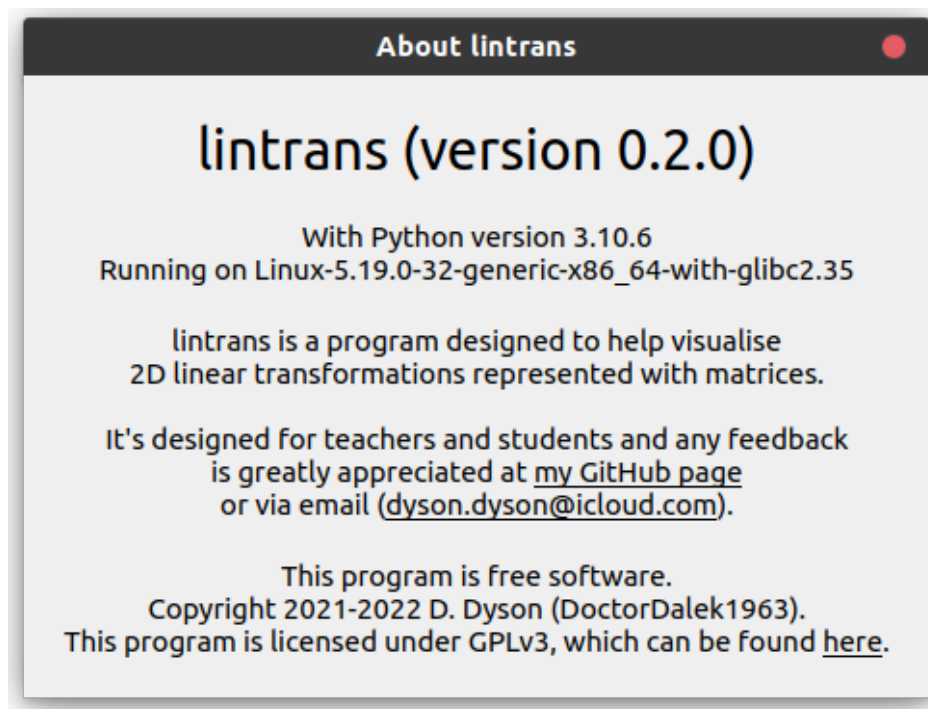 About lintrans
lintrans (version 0.2.0)
With Python version 3.10.6
Running on Linux-5.19.0-32-generic-x86_64-with-glibc2.35
lintrans is a program designed to help visualise
2D linear transformations represented with matrices.
It's designed for teachers and students and any feedback
is greatly appreciated at my GitHub page
or via email (dyson.dyson@icloud.com).
This program is free software.
Copyright 2021-2022 D. Dyson (DoctorDalek1963).
This program is licensed under GPLv3, which can be found here.